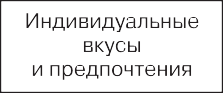 Индивидуальные
вкусы
и предпочтения